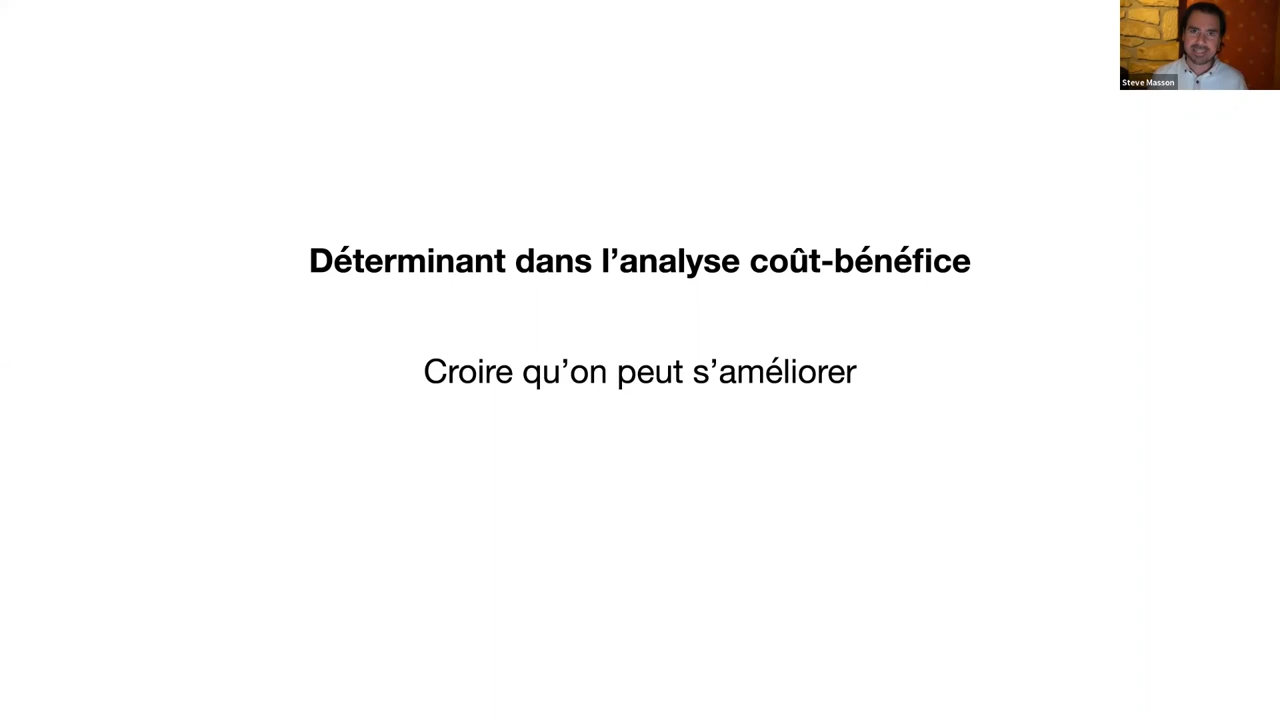 Steve Masson
Déterminant dans l’analyse coût-bénéfice
Croire qu’on peut s’améliorer